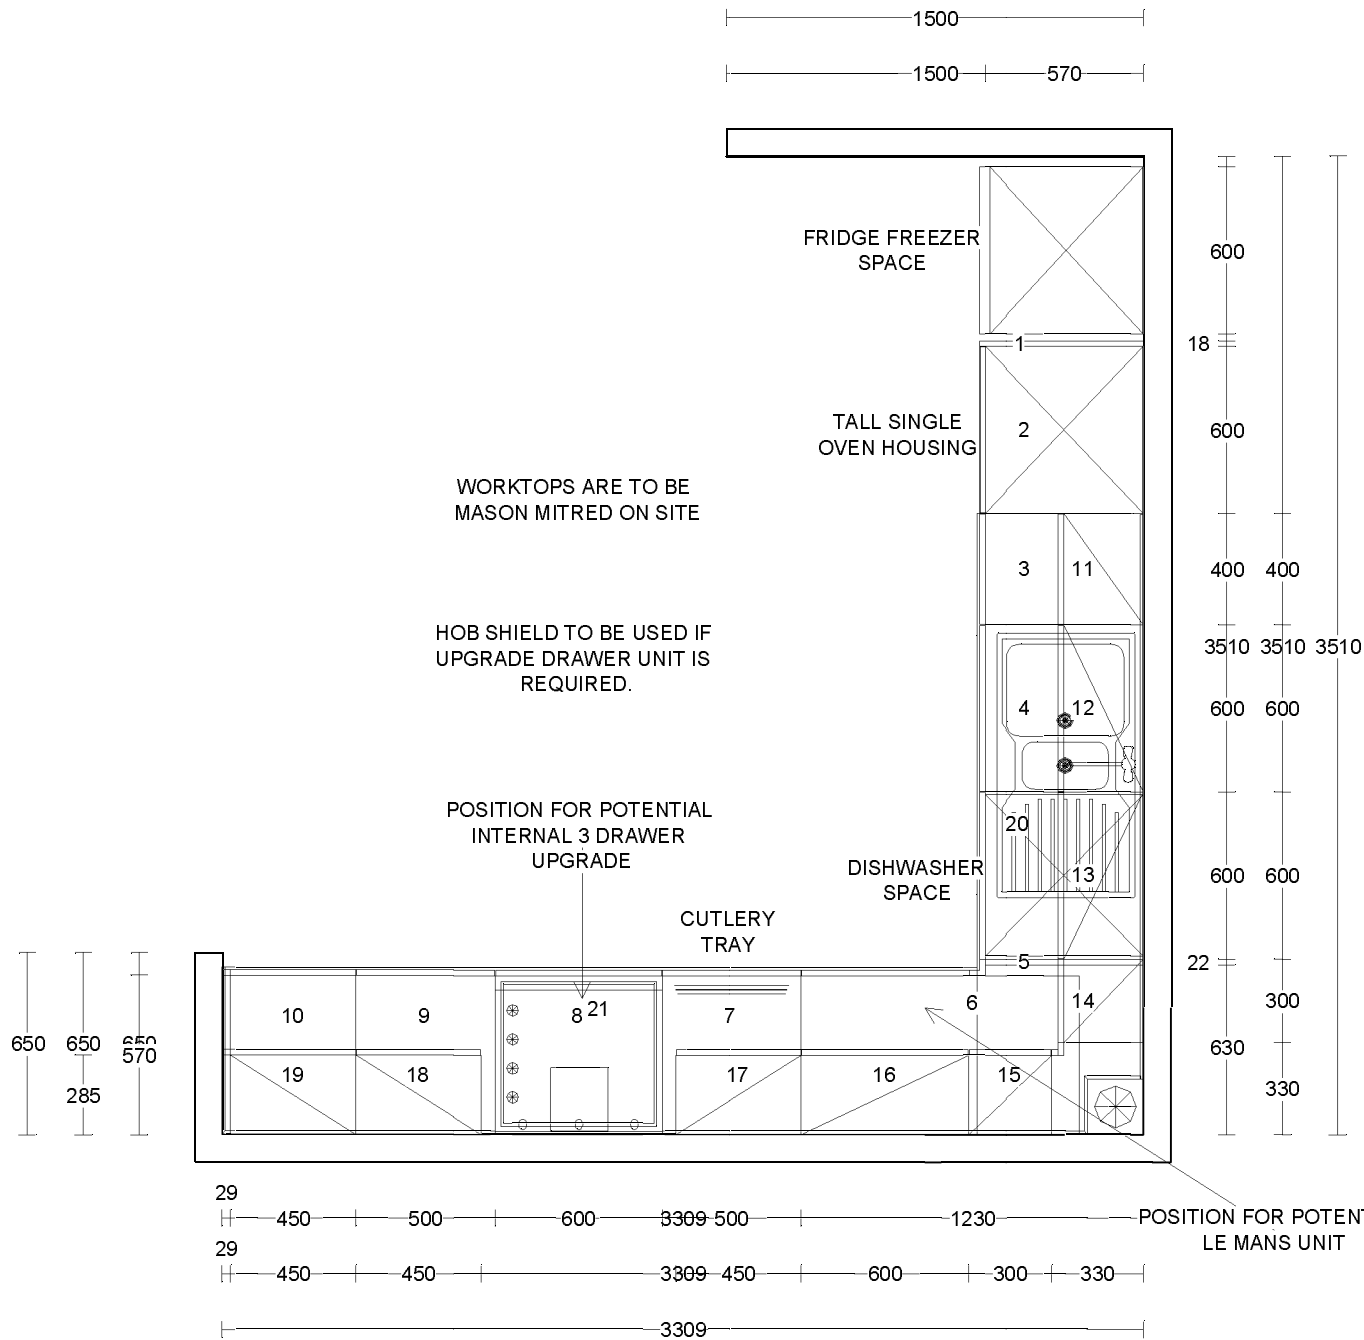 1500
1500 570
FRIDGE FREEZER
SPACE
600
1
18
TALL SINGLE
OVEN HOUSING
2
600
WORKTOPS ARE TO BE
MASON MITRED ON SITE
3 11
400 400
HOB SHIELD TO BE USED IF
UPGRADE DRAWER UNIT IS
REQUIRED.
3510 3510 3510
4 12
600 600
POSITION FOR POTENTIAL
INTERNAL 3 DRAWER
UPGRADE
20
DISHWASHER
SPACE
13
600 600
CUTLERY
TRAY
5
22
10 9 8 21 7 6 14
300
650 650 650
570
630
19 18 17 16 15
285
330
29
450 500 600 3309 500 1230
POSITION FOR POTEN
LE MANS UNIT
29
450 450 3309 450 600 300 330
3309